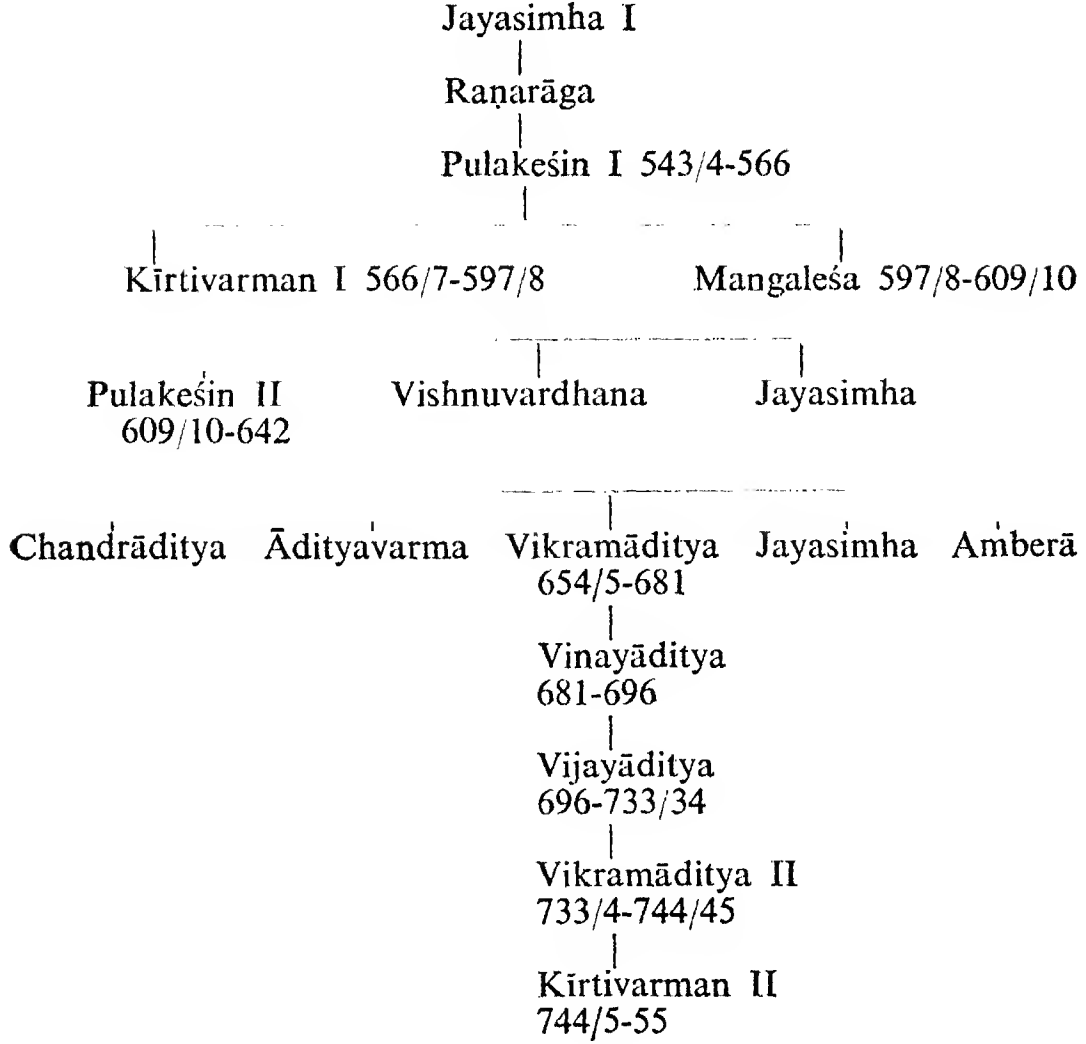 Jayasimha I
Raṇarāga
Pulakeśin I 543/4-566
Kīrtivarman I 566/7-597/8 Mangaleśa 597/8-609/10
Pulakeśin II Vishnuvardhana Jayasimha
609/10-642
Chandrāditya Ādityavarma Vikramāditya Jayasimha Amberā
654/5-681
Vinayāditya
681-696
Vijayāditya
696-733/34
Vikramāditya II
733/4-744/45
Kīrtivarman II
744/5-55